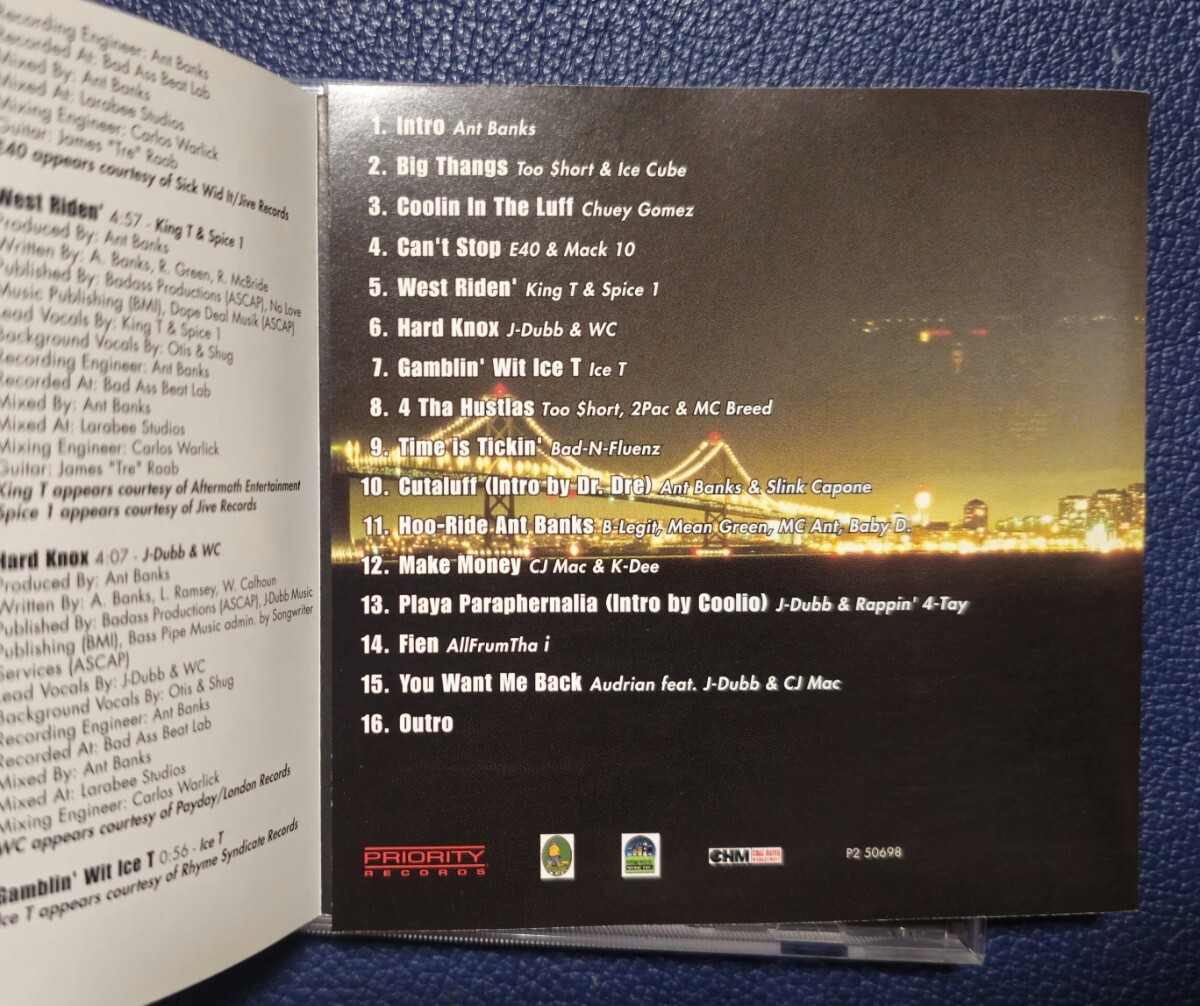 Recording Engineer: Ant Banks
Recorded At: Bad Ass Beat Lab
Mixed By: Ant Banks
Mixed At: Larabee Studios
Mixing Engineer: Carlos Warlick
Guitar: James "Tre" Raab
E40 appears courtesy of Sick Wid It/Jive Records
West Riden' 4:57 - King T & Spice 1
Produced By: Ant Banks
Written By: A. Banks, R. Green, R. McBride
Published By: Badass Productions (ASCAP), No Love
Music Publishing (BMI), Dope Deal Musik (ASCAP)
Lead Vocals By: King T & Spice 1
Background Vocals By: Otis & Shug
Recording Engineer: Ant Banks
Recorded At: Bad Ass Beat Lab
Mixed By: Ant Banks
Mixed At: Larabee Studios
Mixing Engineer: Carlos Warlick
Guitar: James "Tre" Raab
King T appears courtesy of Aftermath Entertainment
Spice 1 appears courtesy of Jive Records
Hard Knox 4:07 - J-Dubb & WC
Produced By: Ant Banks
Written By: A. Banks, L. Ramsey, W. Calhoun
Published By: Badass Productions (ASCAP), J-Dubb Music
Publishing (BMI), Bass Pipe Music admin. by Songwriter
Services (ASCAP)
Lead Vocals By: J-Dubb & WC
Background Vocals By: Otis & Shug
Recording Engineer: Ant Banks
Recorded At: Bad Ass Beat Lab
Mixed By: Ant Banks
Mixed At: Larabee Studios
Mixing Engineer: Carlos Warlick
WC appears courtesy of Payday/London Records
Gamblin' Wit Ice T 0:56 - Ice T
Ice T appears courtesy of Rhyme Syndicate Records
1. Intro Ant Banks
2. Big Thangs Too $hort & Ice Cube
3. Coolin In The Luff Chuey Gomez
4. Can't Stop E40 & Mack 10
5. West Riden' King T & Spice 1
6. Hard Knox J-Dubb & WC
7. Gamblin' Wit Ice T Ice T
8. 4 Tha Hustlas Too $hort, 2Pac & MC Breed
9. Time is Tickin' Bad-N-Fluenz
10. Cutaluff (Intro by Dr. Dre) Ant Banks & Slink Capone
11. Hoo-Ride Ant Banks B-Legit, Mean Green, MC Ant, Baby D.
12. Make Money CJ Mac & K-Dee
13. Playa Paraphernalia (Intro by Coolio) J-Dubb & Rappin' 4-Tay
14. Fien AllFrumTha i
15. You Want Me Back Audrian feat. J-Dubb & CJ Mac
16. Outro
PRIORITY
RECORDS
CHM
P2 50698